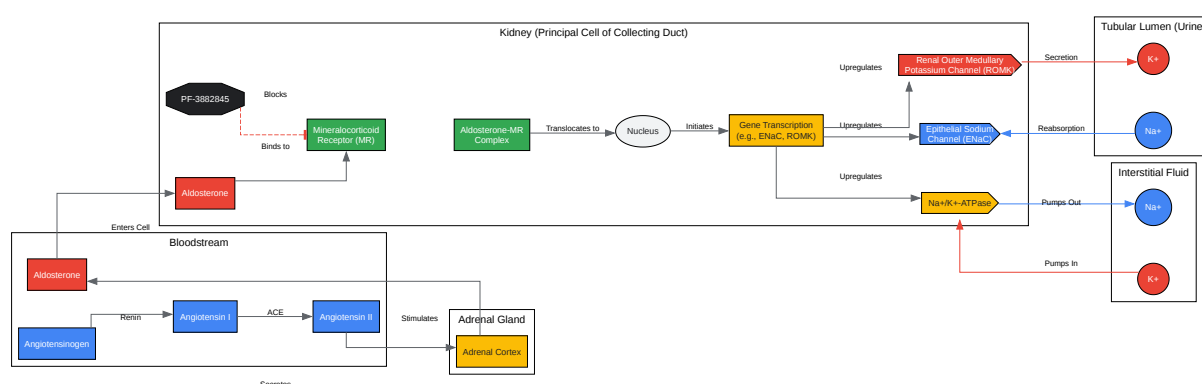 Kidney (Principal Cell of Collecting Duct)
Tubular Lumen (Urine
Renal Outer Medullary
Potassium Channel (ROMK)
Secretion
K+
Upregulates
PF-3882845
Blocks
Mineralocorticoid
Receptor (MR)
Binds to
Aldosterone-MR
Complex
Translocates to
Nucleus
Initiates
Gene Transcription
(e.g., ENaC, ROMK)
Upregulates
Epithelial Sodium
Channel (ENaC)
Reabsorption
Na+
Interstitial Fluid
Upregulates
Aldosterone
Na+/K+-ATPase
Pumps Out
Na+
Enters Cell
Bloodstream
Aldosterone
Pumps In
K+
Angiotensinogen
Renin
Angiotensin I
ACE
Angiotensin II
Stimulates
Adrenal Gland
Adrenal Cortex
Secretes